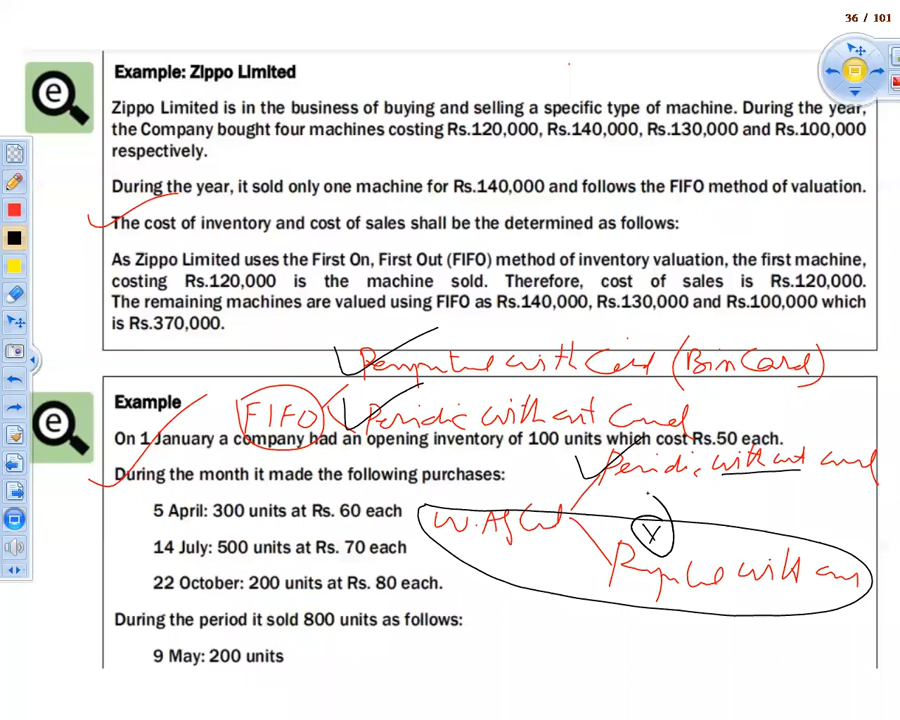 36 / 101
Example: Zippo Limited
Zippo Limited is in the business of buying and selling a specific type of machine. During the year,
the Company bought four machines costing Rs.120,000, Rs.140,000, Rs.130,000 and Rs.100,000
respectively.
During the year, it sold only one machine for Rs.140,000 and follows the FIFO method of valuation.
The cost of inventory and cost of sales shall be the determined as follows:
As Zippo Limited uses the First On, First Out (FIFO) method of inventory valuation, the first machine,
costing Rs.120,000 is the machine sold. Therefore, cost of sales is Rs.120,000.
The remaining machines are valued using FIFO as Rs.140,000, Rs.130,000 and Rs.100,000 which
is Rs.370,000.
with Card (Bin Card)
Example
FIFO
On 1 January a company had an opening inventory of 100 units which cost Rs.50 each.
without
During the month it made the following purchases:
5 April: 300 units at Rs. 60 each
14 July: 500 units at Rs. 70 each
22 October: 200 units at Rs. 80 each.
During the period it sold 800 units as follows:
9 May: 200 units